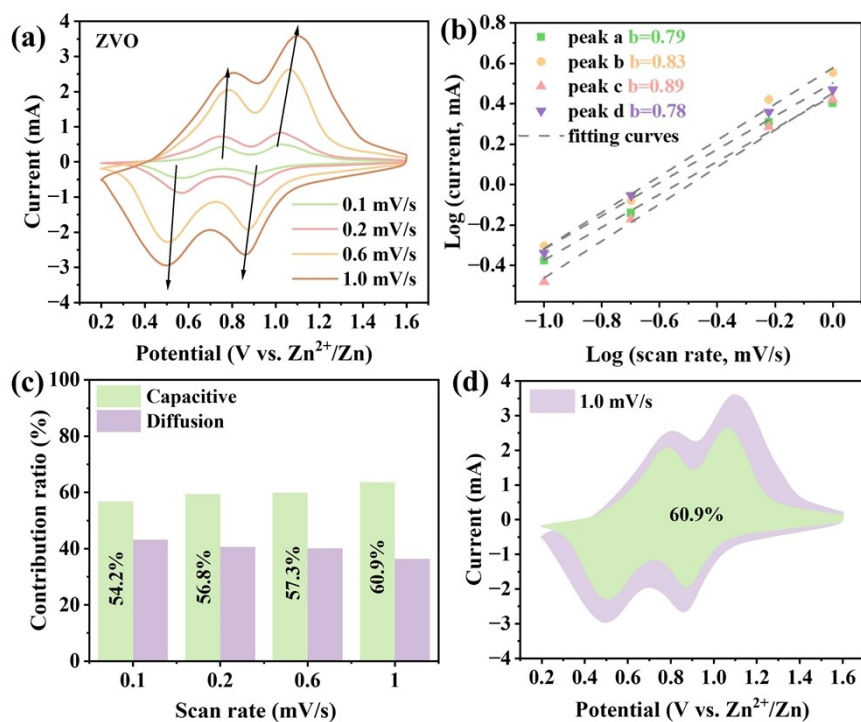 (a)
ZVO
Current (mA)
4
3
2
1
0
−1
−2
−3
−4
0.1 mV/s
0.2 mV/s
0.6 mV/s
1.0 mV/s
0.2 0.4 0.6 0.8 1.0 1.2 1.4 1.6
Potential (V vs. Zn²⁺/Zn)
(b)
Log (current, mA)
0.8
0.4
0.0
−0.4
peak a b=0.79
peak b b=0.83
peak c b=0.89
peak d b=0.78
fitting curves
−1.0 −0.8 −0.6 −0.4 −0.2 0.0
Log (scan rate, mV/s)
(c)
Contribution ratio (%)
100
80
60
40
20
0
Capacitive
Diffusion
54.2%
56.8%
57.3%
60.9%
0.1 0.2 0.6 1
Scan rate (mV/s)
(d)
Current (mA)
4
3
2
1
0
−1
−2
−3
−4
1.0 mV/s
60.9%
0.2 0.4 0.6 0.8 1.0 1.2 1.4 1.6
Potential (V vs. Zn²⁺/Zn)